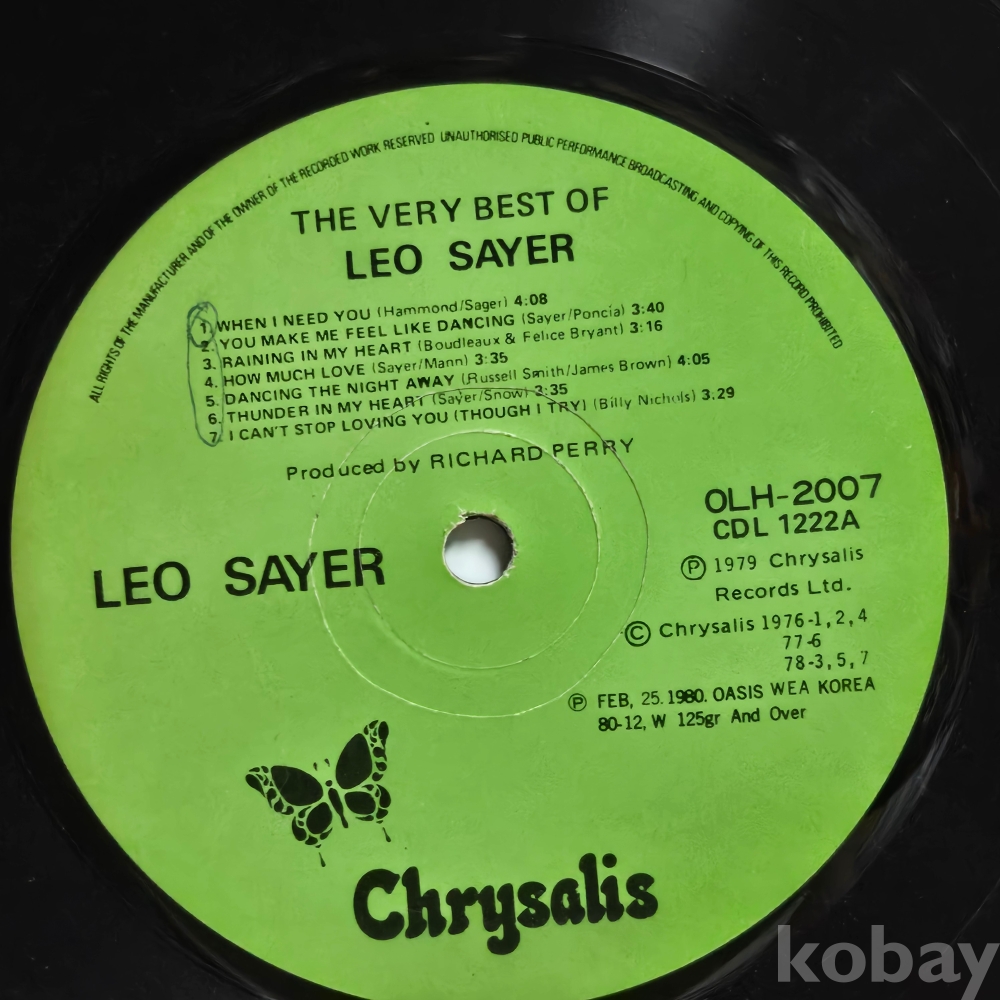 ALL RIGHTS OF THE MANUFACTURER AND OF THE OWNER OF THE RECORDED WORK RESERVED UNAUTHORISED PUBLIC PERFORMANCE BROADCASTING AND COPYING OF THIS RECORD PROHIBITED
THE VERY BEST OF
LEO SAYER
1. WHEN I NEED YOU (Hammond/Sager) 4:08
2. YOU MAKE ME FEEL LIKE DANCING (Sayer/Poncia) 3:40
3. RAINING IN MY HEART (Boudleaux & Felice Bryant) 3:16
4. HOW MUCH LOVE (Sayer/Mann) 3:35
5. DANCING THE NIGHT AWAY (Russell Smith/James Brown) 4:05
6. THUNDER IN MY HEART (Sayer/Snow) 3:35
7. I CAN'T STOP LOVING YOU (THOUGH I TRY) (Billy Nichols) 3.29
Produced by RICHARD PERRY
OLH-2007
CDL 1222A
LEO SAYER
Ⓟ 1979 Chrysalis
Records Ltd.
© Chrysalis 1976-1, 2, 4
77-6
78-3, 5, 7
Ⓟ FEB, 25. 1980. OASIS WEA KOREA
80-12, W 125gr And Over
Chrysalis
kobay